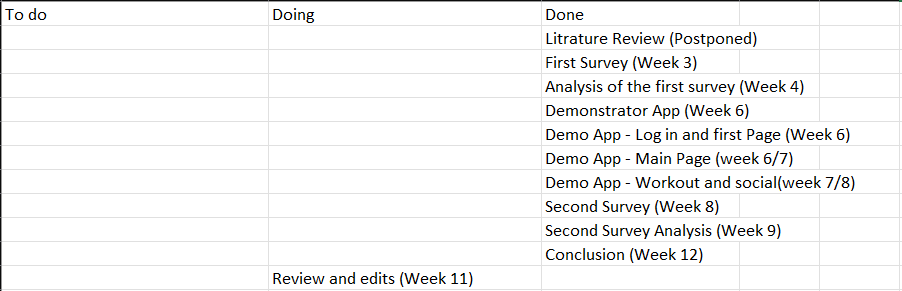 To do Doing Done
Litrature Review (Postponed)
First Survey (Week 3)
Analysis of the first survey (Week 4)
Demonstrator App (Week 6)
Demo App - Log in and first Page (Week 6)
Demo App - Main Page (week 6/7)
Demo App - Workout and social(week 7/8)
Second Survey (Week 8)
Second Survey Analysis (Week 9)
Conclusion (Week 12)
Review and edits (Week 11)